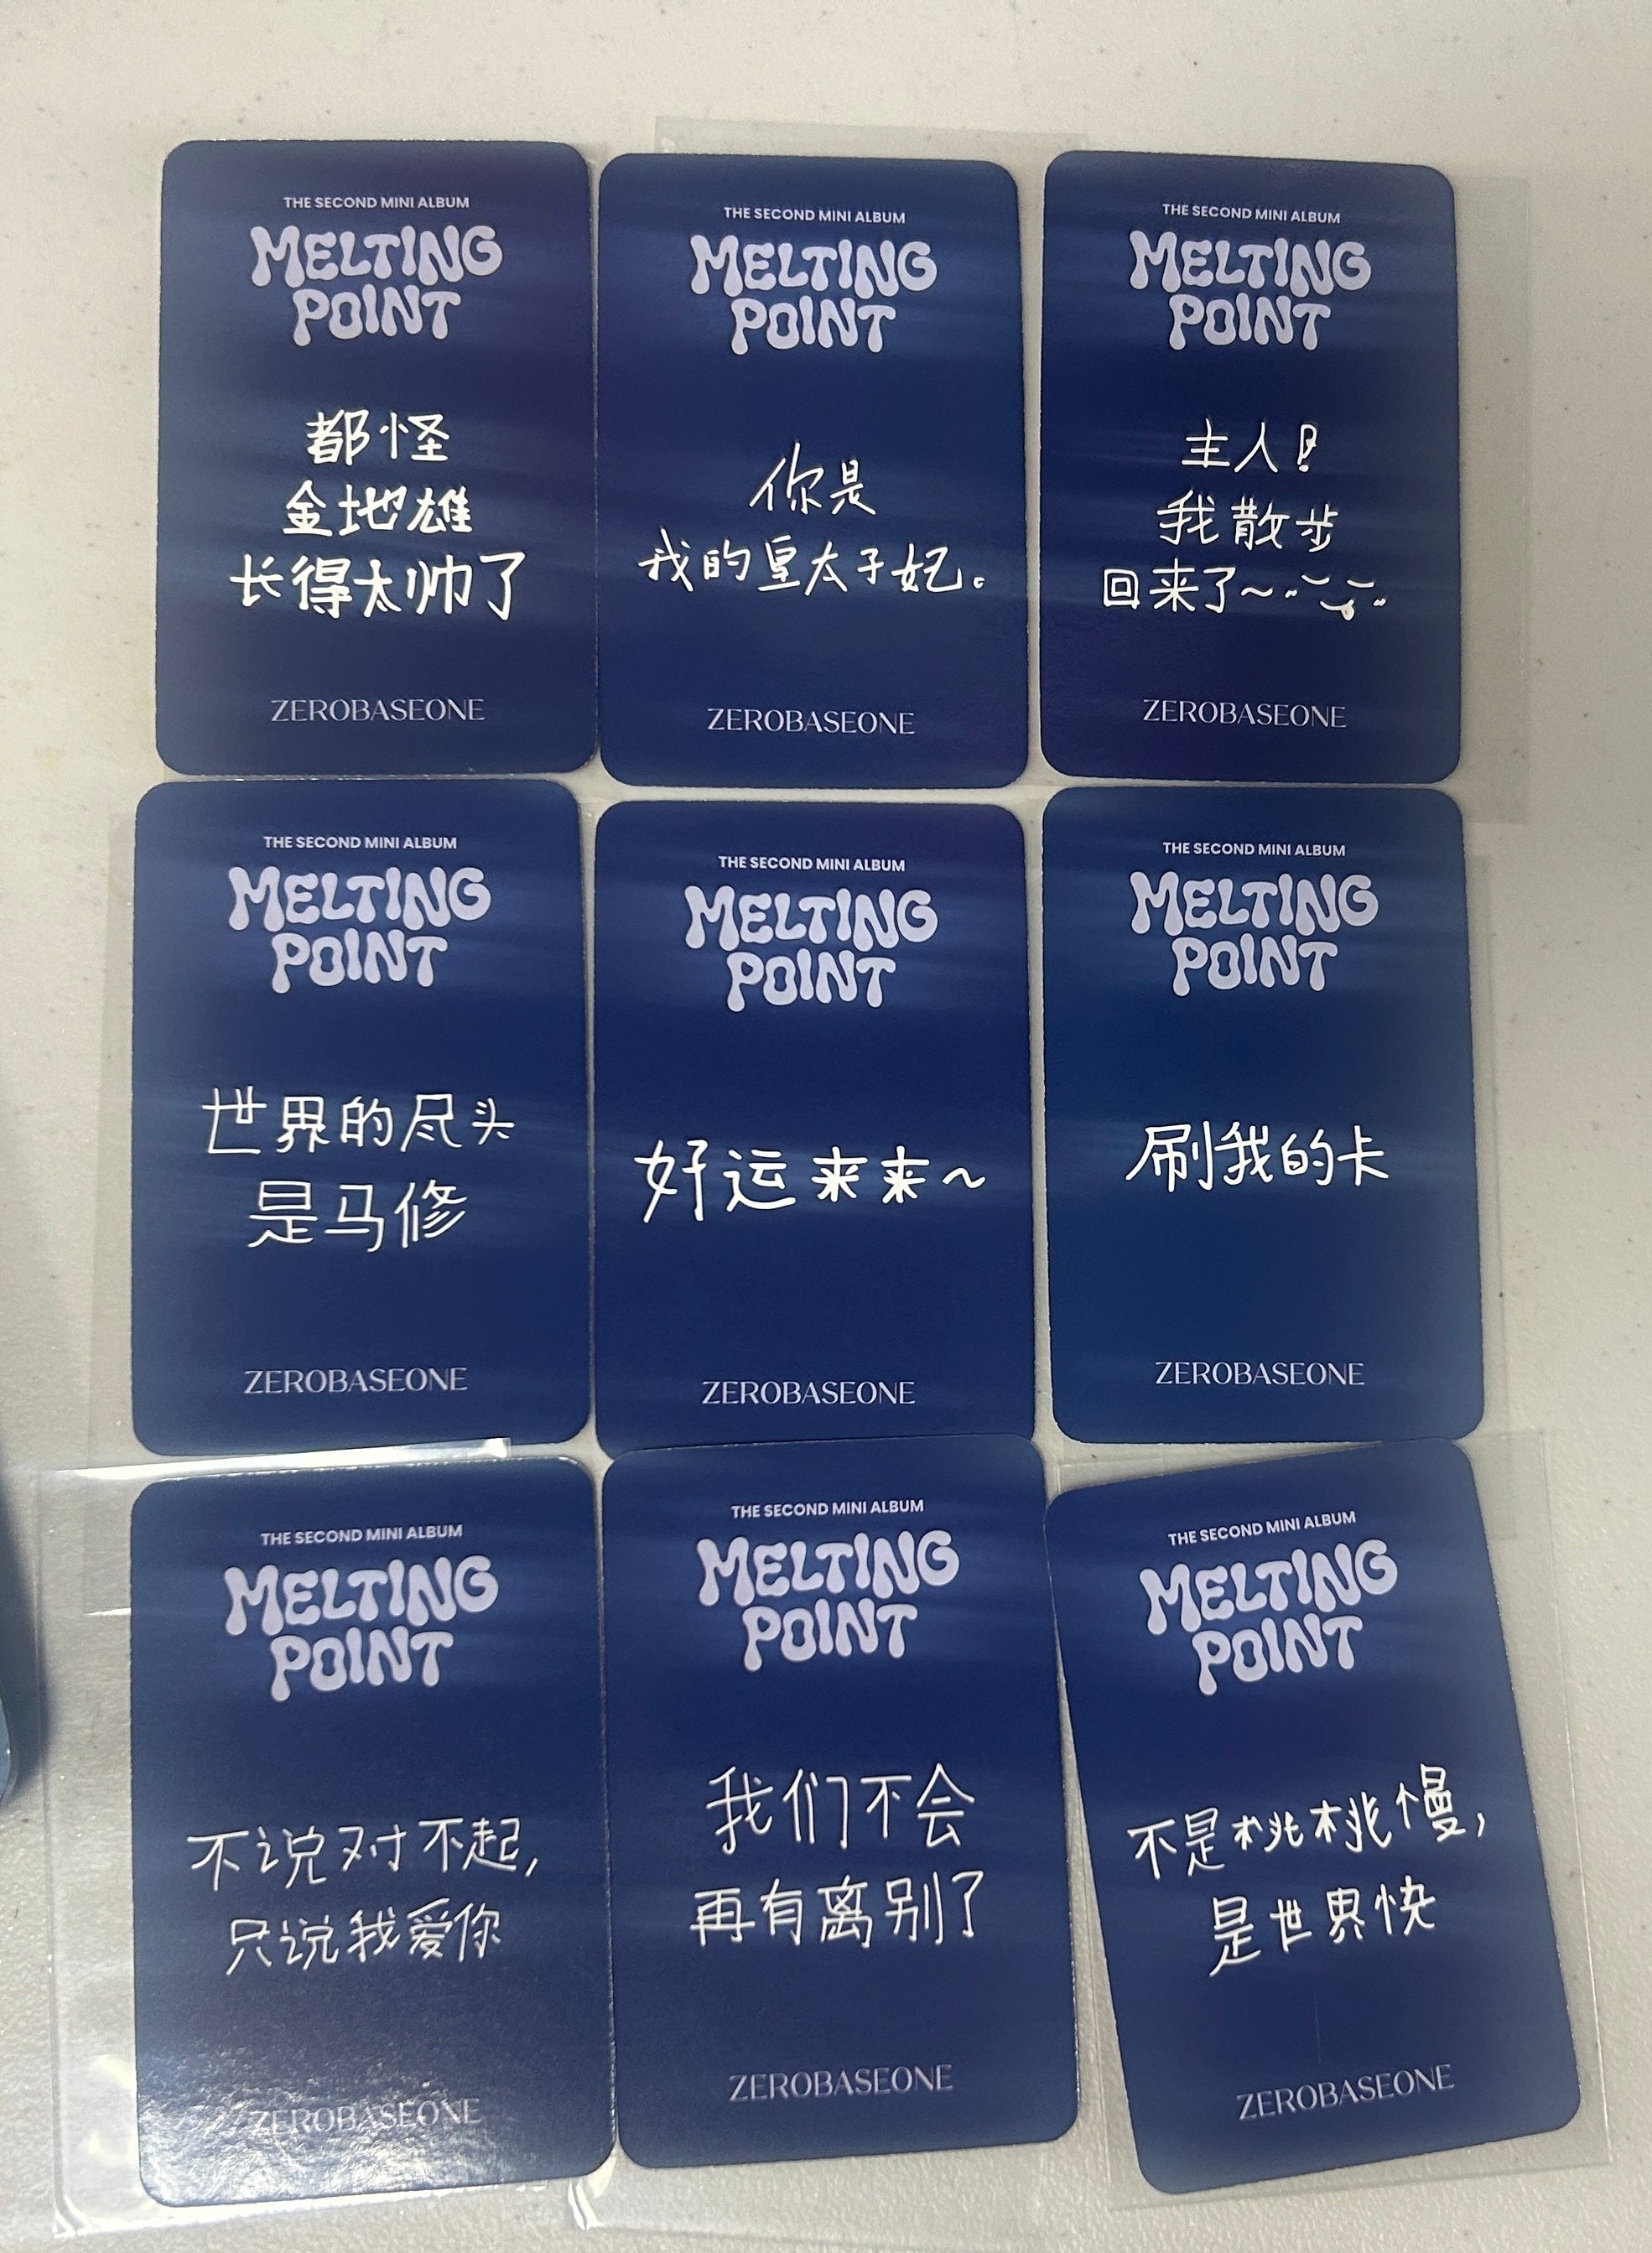 THE SECOND MINI ALBUM
MELTING
POINT
都怪
金地雄
长得太帅了
ZEROBASEONE
THE SECOND MINI ALBUM
MELTING
POINT
你是
我的皇太子妃。
ZEROBASEONE
THE SECOND MINI ALBUM
MELTING
POINT
主人!
我散步
回来了~
ZEROBASEONE
THE SECOND MINI ALBUM
MELTING
POINT
世界的尽头
是马修
ZEROBASEONE
THE SECOND MINI ALBUM
MELTING
POINT
好运来来~
ZEROBASEONE
THE SECOND MINI ALBUM
MELTING
POINT
刷我的卡
ZEROBASEONE
THE SECOND MINI ALBUM
MELTING
POINT
不说对不起,
只说我爱你
ZEROBASEONE
THE SECOND MINI ALBUM
MELTING
POINT
我们不会
再有离别了
ZEROBASEONE
THE SECOND MINI ALBUM
MELTING
POINT
不是桃桃慢,
是世界快
ZEROBASEONE